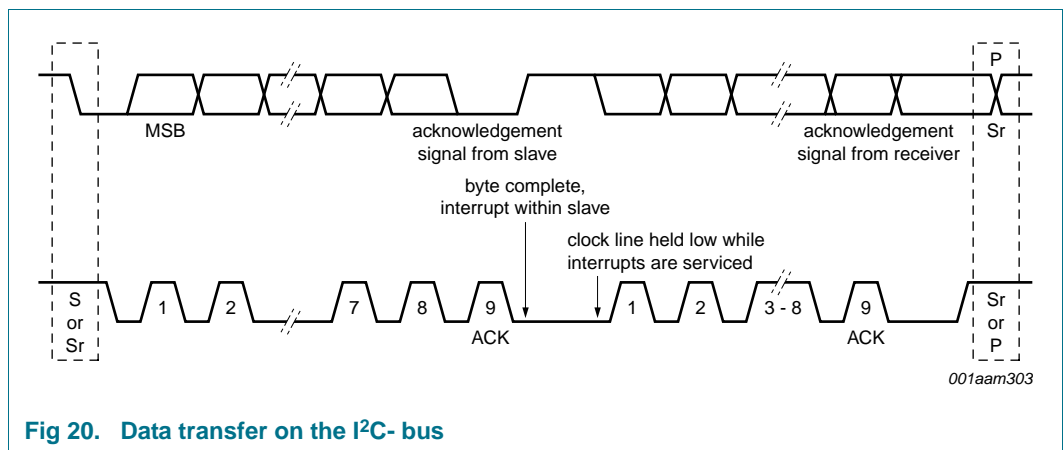 P
MSB
acknowledgement
signal from slave
acknowledgement
signal from receiver
Sr
byte complete,
interrupt within slave
clock line held low while
interrupts are serviced
S
or
Sr
1
2
7
8
9
1
2
3 - 8
9
Sr
or
P
ACK
ACK
001aam303
Fig 20. Data transfer on the I²C- bus